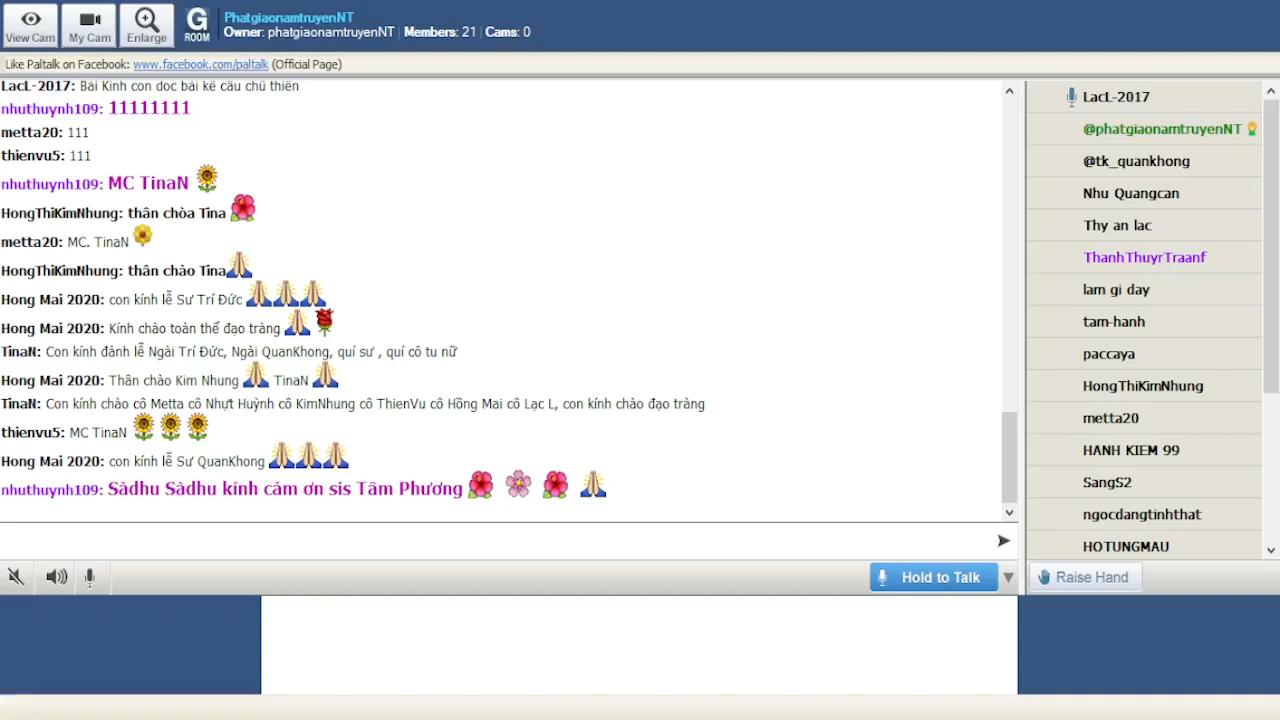 View Cam
My Cam
Enlarge
G ROOM
PhatgiaonamtruyenNT
Owner: phatgiaonamtruyenNT | Members: 21 | Cams: 0
Like Paltalk on Facebook: www.facebook.com/paltalk (Official Page)
LacL-2017: Bài Kinh con doc bài kê câu chủ thiên
nhuthuynh109: 11111111
metta20: 111
thienvu5: 111
nhuthuynh109: MC TinaN
HongThiKimNhung: thân chòa Tina
metta20: MC. TinaN
HongThiKimNhung: thân chào Tina
Hong Mai 2020: con kính lễ Sư Trí Đức
Hong Mai 2020: Kính chào toàn thể đạo tràng
TinaN: Con kính đảnh lễ Ngài Trí Đức, Ngài QuanKhong, quí sư , quí cô tu nữ
Hong Mai 2020: Thân chào Kim Nhung TinaN
TinaN: Con kính chào cô Metta cô Nhựt Huỳnh cô KimNhung cô ThienVu cô Hồng Mai cô Lạc L, con kính chào đạo tràng
thienvu5: MC TinaN
Hong Mai 2020: con kính lễ Sư QuanKhong
nhuthuynh109: Sàdhu Sàdhu kính cám ơn sis Tâm Phương
Hold to Talk
LacL-2017
@phatgiaonamtruyenNT
@tk_quankhong
Nhu Quangcan
Thy an lac
ThanhThuyrTraanf
lam gi day
tam-hanh
paccaya
HongThiKimNhung
metta20
HANH KIEM 99
SangS2
ngocdangtinhthat
HOTUNGMAU
Raise Hand